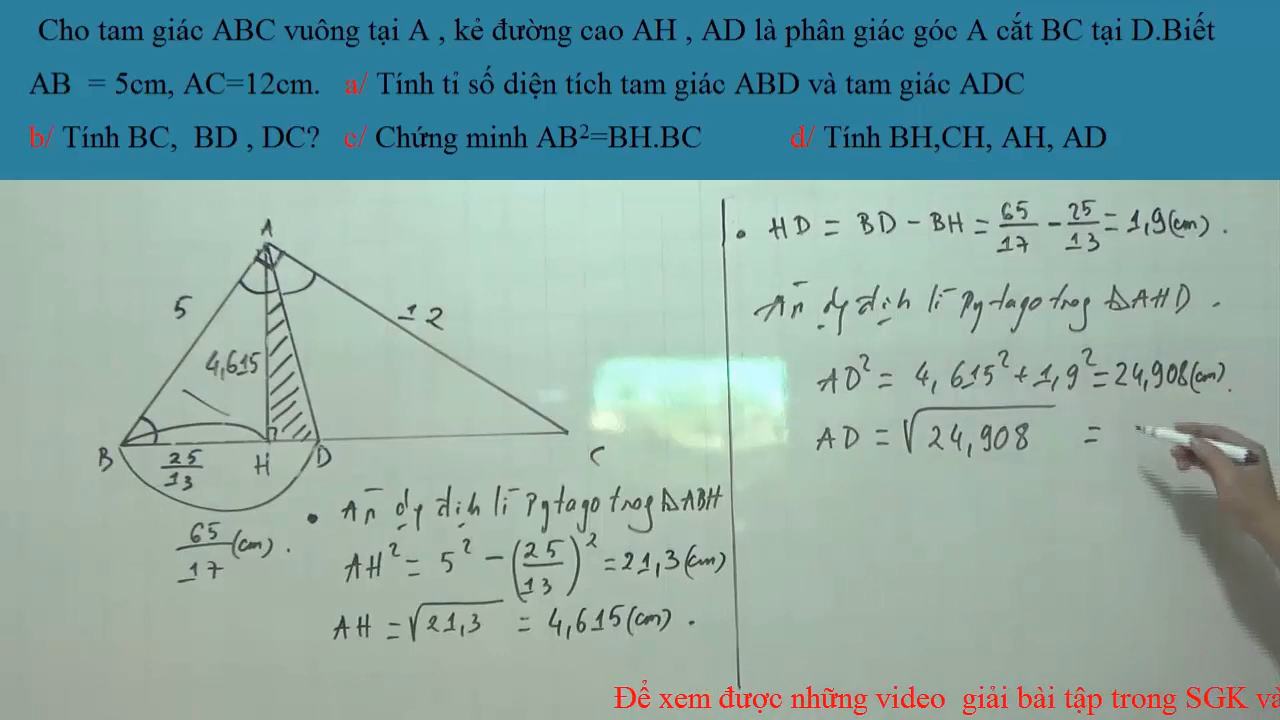 Cho tam giác ABC vuông tại A , kẻ đường cao AH , AD là phân giác góc A cắt BC tại D.Biết
AB = 5cm, AC=12cm. a/ Tính tỉ số diện tích tam giác ABD và tam giác ADC
b/ Tính BC, BD , DC? c/ Chứng minh AB²=BH.BC d/ Tính BH,CH, AH, AD
A
5
12
4,615
B
25/13
H
D
C
65/17 (cm) .
• Áp dụng định lí Pytago trong ΔABH
AH² = 5² - (25/13)² = 21,3 (cm)
AH = √21,3 = 4,615 (cm) .
• HD = BD - BH = 65/17 - 25/13 = 1,9 (cm) .
Áp dụng định lí Pytago trong ΔAHD .
AD² = 4,615² + 1,9² = 24,908 (cm) .
AD = √24,908 =
Để xem được những video giải bài tập trong SGK và